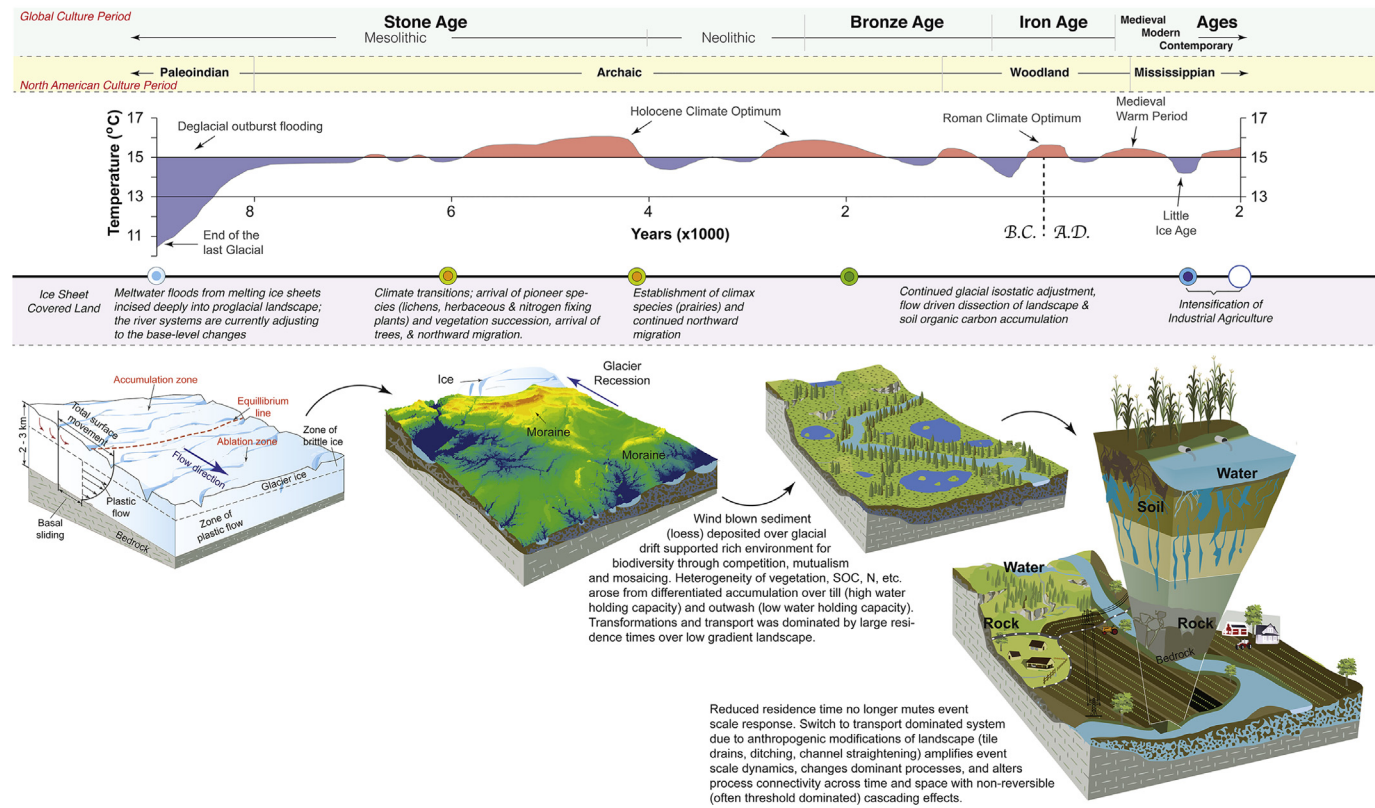 Global Culture Period
Stone Age
Bronze Age
Iron Age
Medieval
Modern
Contemporary
Ages
Mesolithic
Neolithic
North American Culture Period
Paleoindian
Archaic
Woodland
Mississippian
Temperature (°C)
17
15
13
11
Deglacial outburst flooding
End of the
last Glacial
Holocene Climate Optimum
Roman Climate Optimum
Medieval
Warm Period
Little
Ice Age
17
15
13
8
6
4
2
2
Years (x1000)
B.C.
A.D.
Ice Sheet
Covered Land
Meltwater floods from melting ice sheets
incised deeply into proglacial landscape;
the river systems are currently adjusting
to the base-level changes
Climate transitions; arrival of pioneer spe-
cies (lichens, herbaceous & nitrogen fixing
plants) and vegetation succession, arrival of
trees, & northward migration.
Establishment of climax
species (prairies) and
continued northward
migration
Continued glacial isostatic adjustment,
flow driven dissection of landscape &
soil organic carbon accumulation
Intensification of
Industrial Agriculture
Accumulation zone
Equillibrium
line
Total surface
movement
Ablation zone
Zone of
brittle ice
2 - 3 km
Flow direction
Glacier ice
Plastic
flow
Zone of
plastic flow
Basal
sliding
Bedrock
Ice
Glacier
Recession
Moraine
Moraine
Wind blown sediment
(loess) deposited over glacial
drift supported rich environment for
biodiversity through competition, mutualism
and mosaicing. Heterogeneity of vegetation, SOC, N, etc.
arose from differentiated accumulation over till (high water
holding capacity) and outwash (low water holding capacity).
Transformations and transport was dominated by large resi-
dence times over low gradient landscape.
Water
Soil
Water
Rock
Rock
Bedrock
Reduced residence time no longer mutes event
scale response. Switch to transport dominated system
due to anthropogenic modifications of landscape (tile
drains, ditching, channel straightening) amplifies event
scale dynamics, changes dominant processes, and alters
process connectivity across time and space with non-reversible
(often threshold dominated) cascading effects.